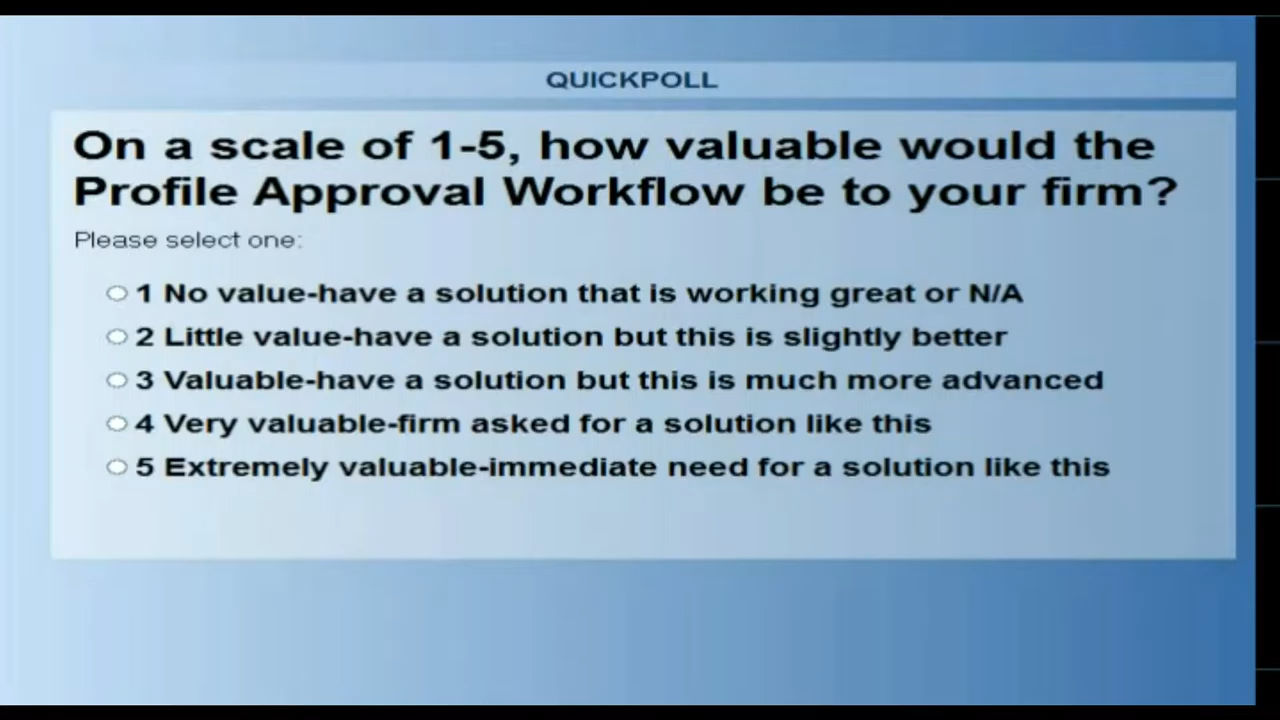 QUICKPOLL
On a scale of 1-5, how valuable would the
Profile Approval Workflow be to your firm?
Please select one:
1 No value-have a solution that is working great or N/A
2 Little value-have a solution but this is slightly better
3 Valuable-have a solution but this is much more advanced
4 Very valuable-firm asked for a solution like this
5 Extremely valuable-immediate need for a solution like this